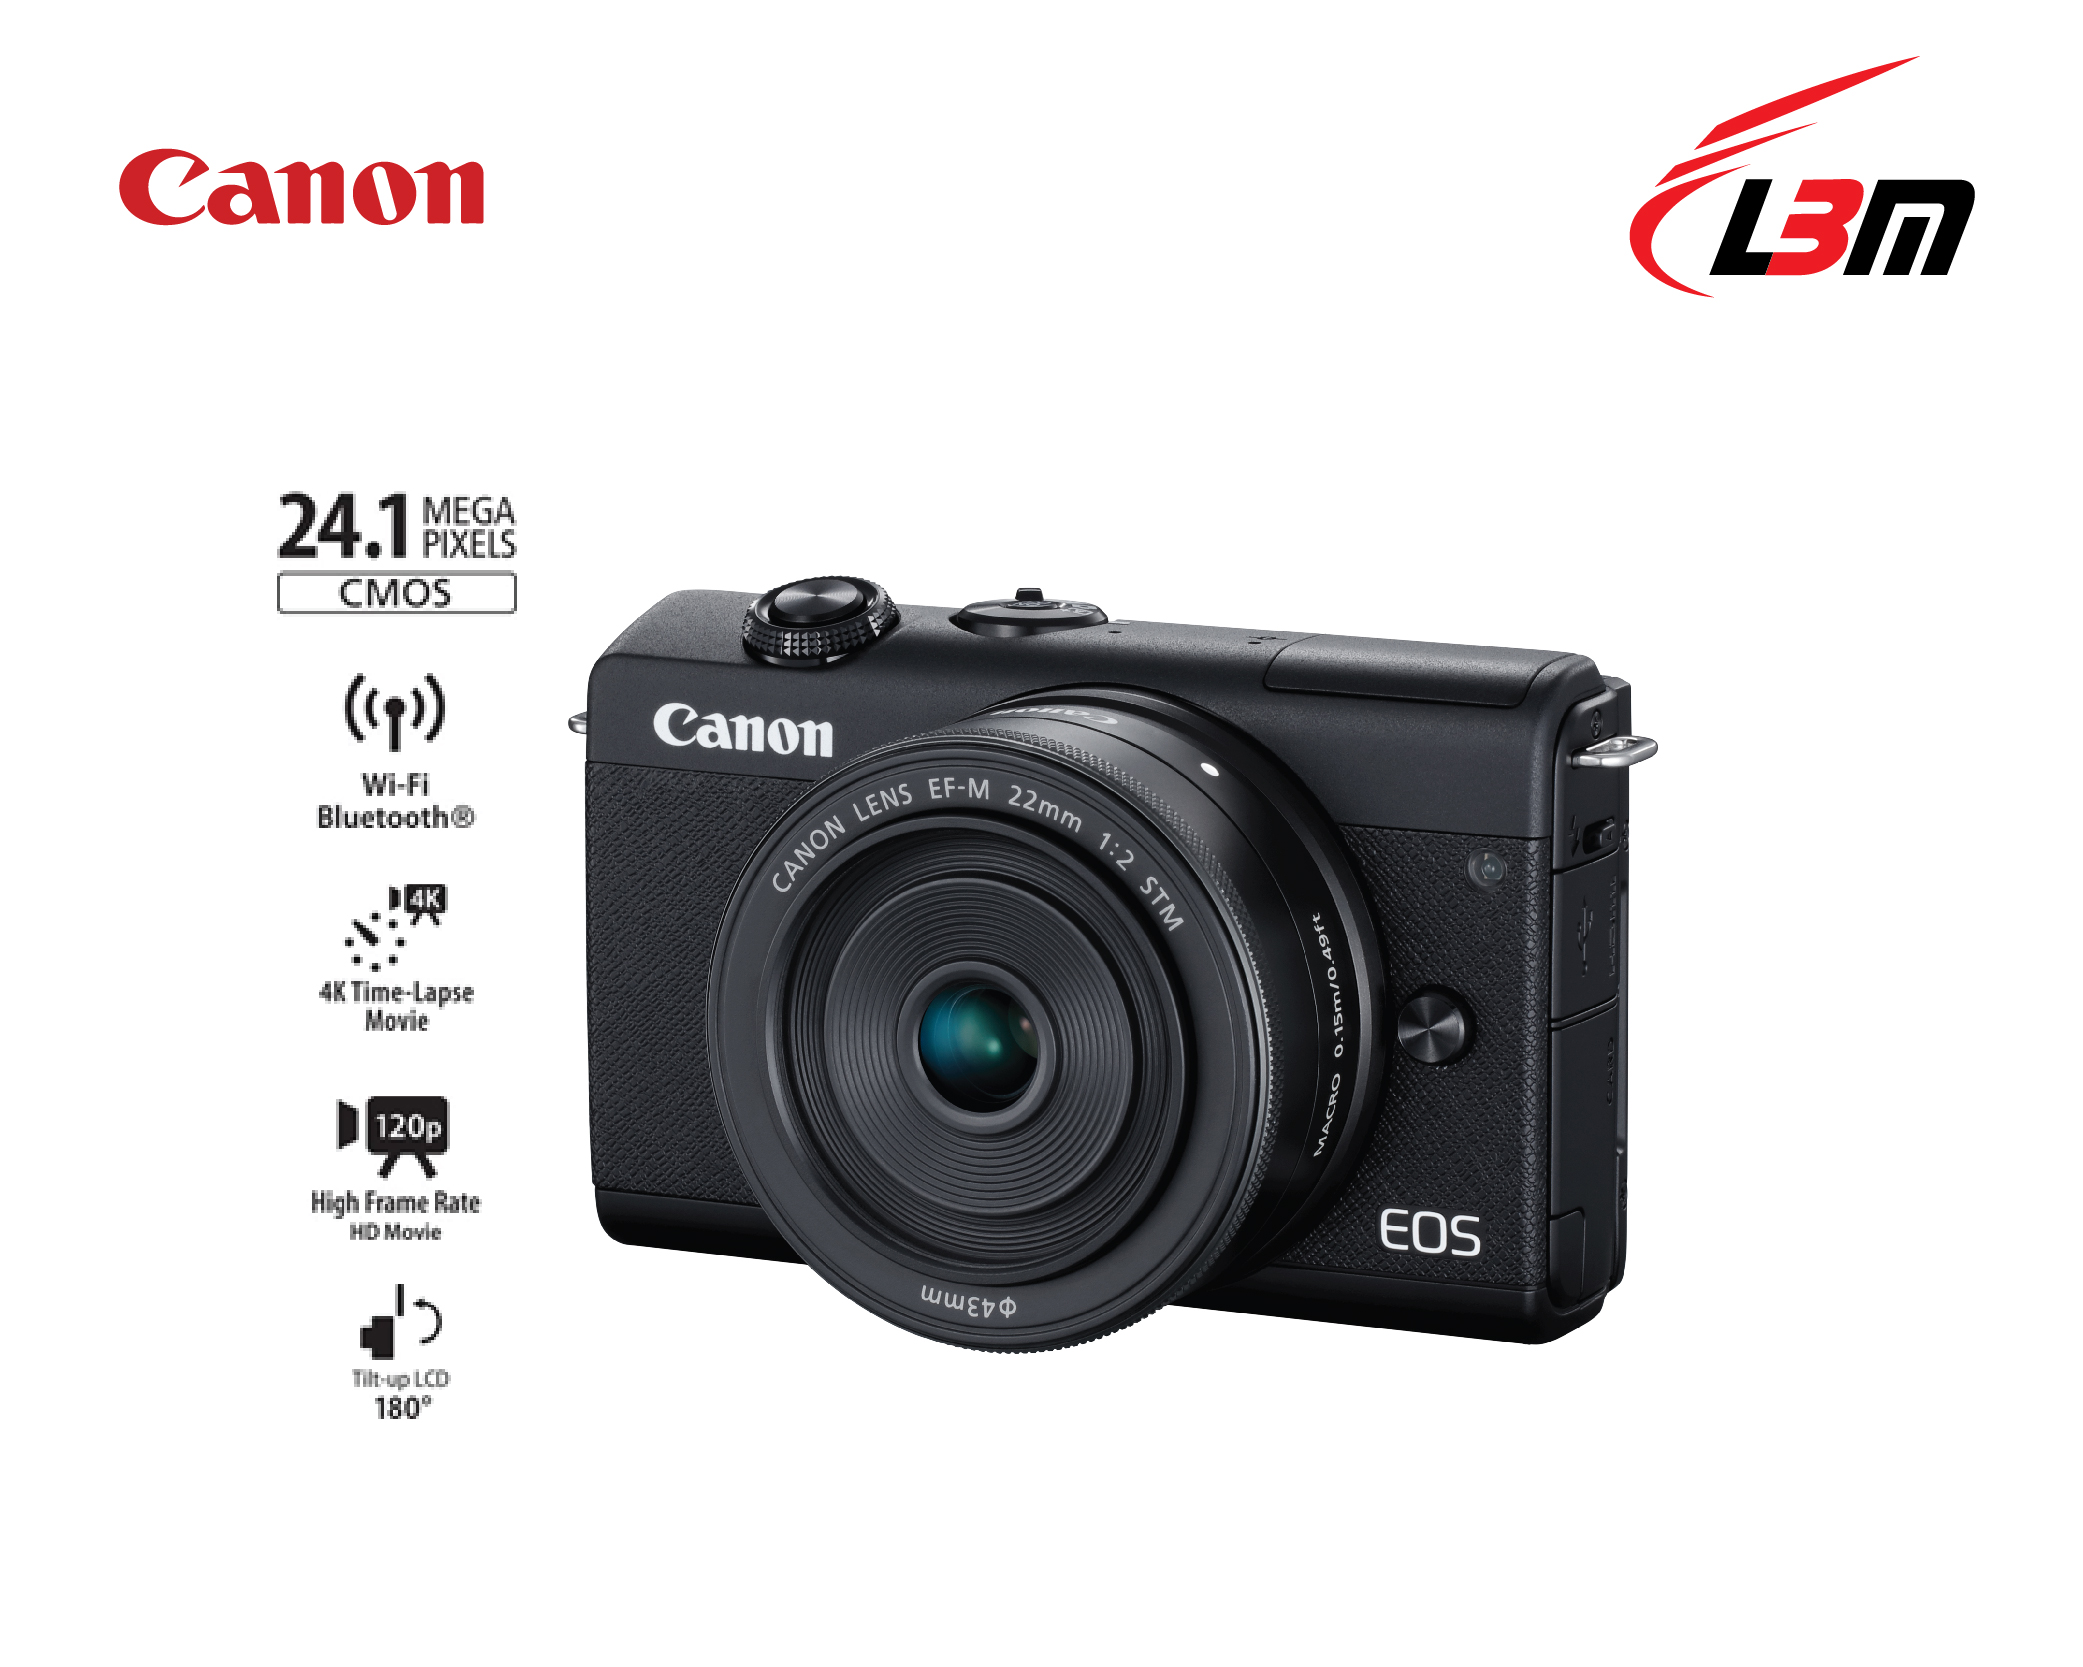 Canon
L3M
24.1 MEGA
PIXELS
CMOS
Wi-Fi
Bluetooth®
4K
4K Time-Lapse
Movie
120p
High Frame Rate
HD Movie
Tilt-up LCD
180°
Canon
Canon
CANON LENS EF-M 22mm 1:2 STM
MACRO 0.15m/0.49ft
EOS
Φ43mm